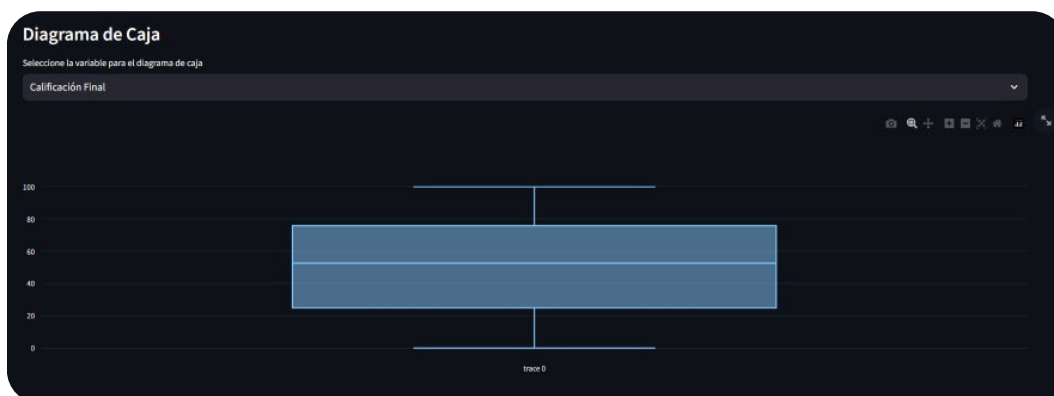 Diagrama de Caja
Seleccione la variable para el diagrama de caja
Calificación Final
100
80
60
40
20
0
trace 0